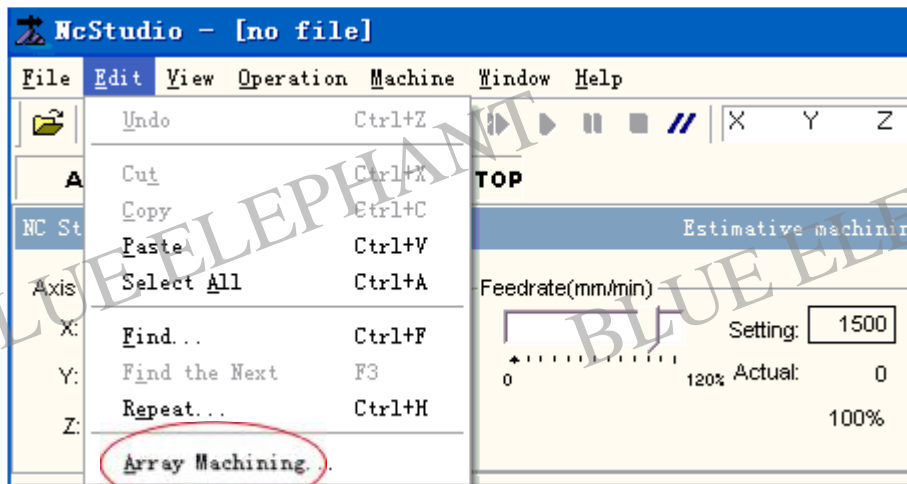 NcStudio - [no file]
File Edit View Operation Machine Window Help
Undo Ctrl+Z X Y Z
Cut Ctrl+X A TOP
Copy Ctrl+C
NC St Estimative machinin
Paste Ctrl+V
Select All Ctrl+A
Axis Feedrate(mm/min)
X: Find... Ctrl+F Setting: 1500
Y: Find the Next F3 0 120% Actual: 0
Repeat... Ctrl+H
Z: 100%
Array Machining...
BLUE ELEPHANT
BLUE ELE